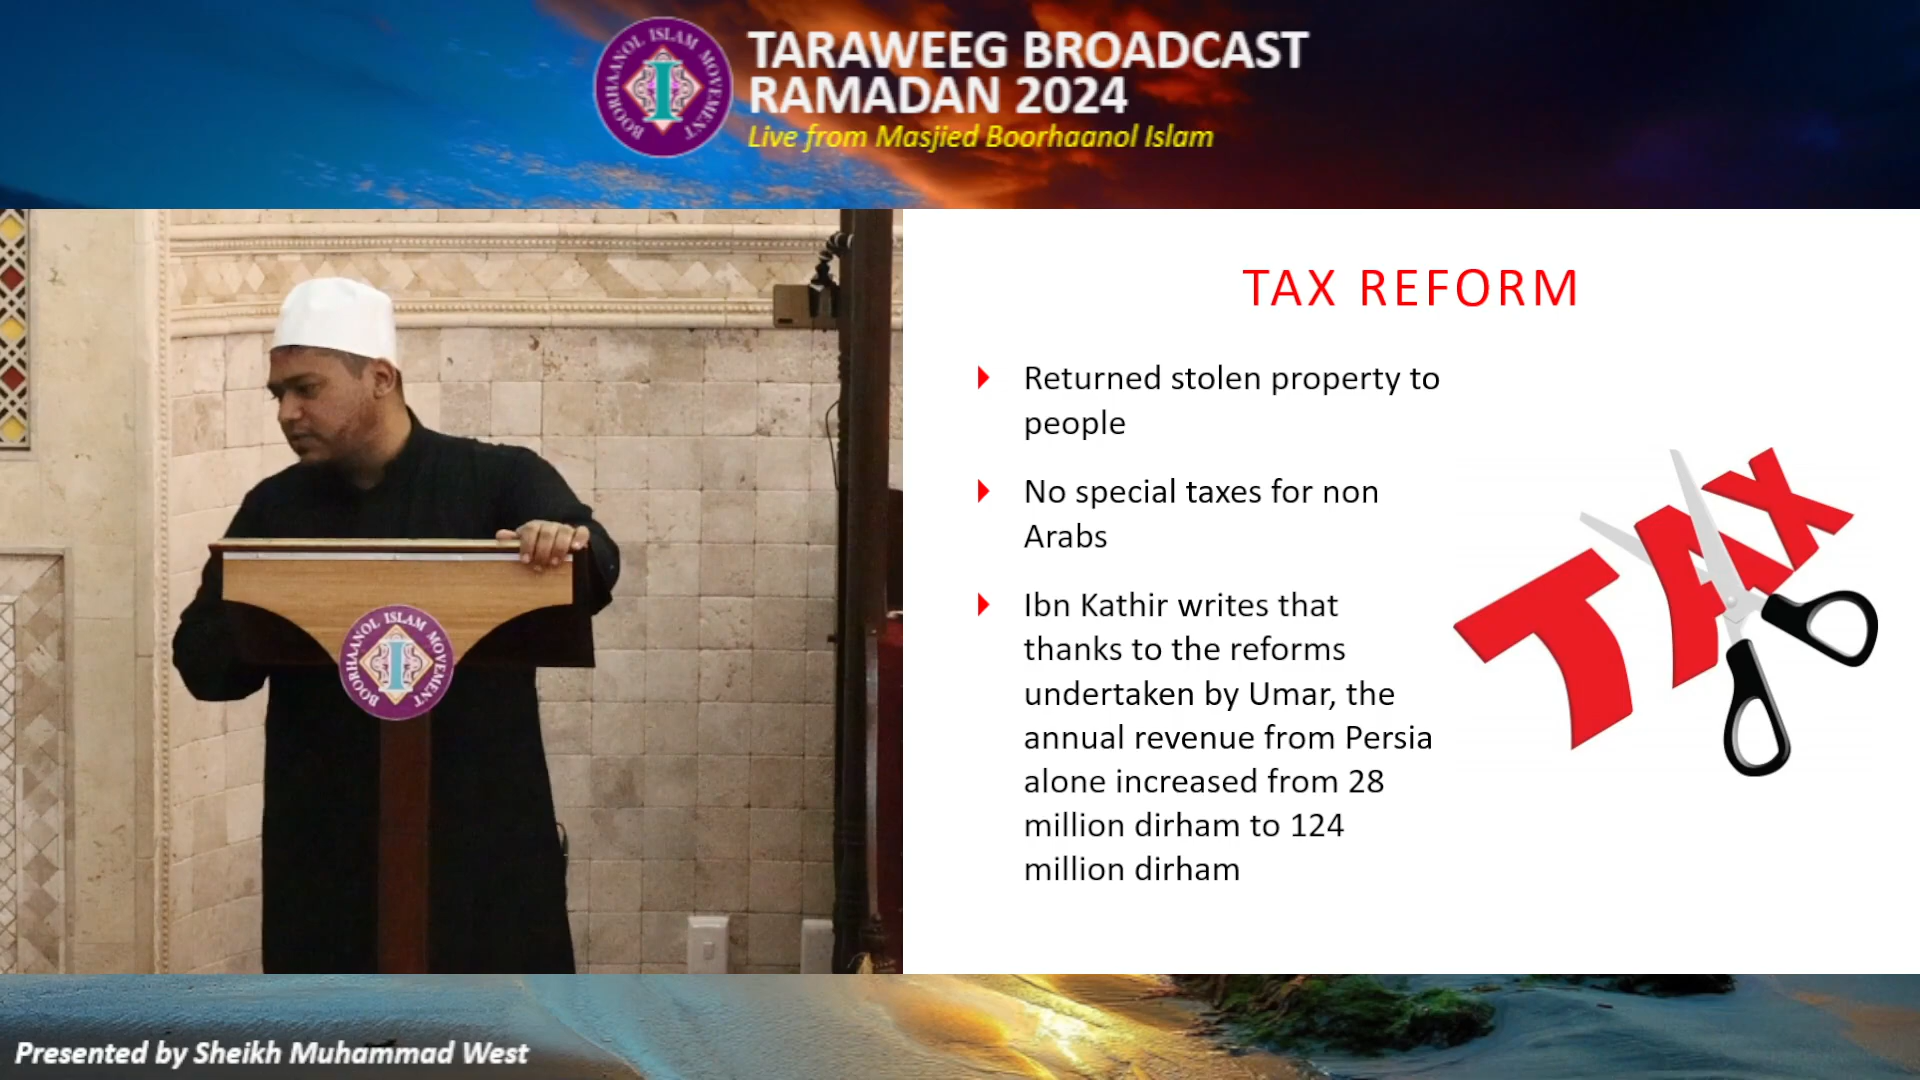 BOORHAANOL ISLAM MOVEMENT
TARAWEEG BROADCAST
RAMADAN 2024
Live from Masjied Boorhaanol Islam
BOORHAANOL ISLAM MOVEMENT
TAX REFORM
Returned stolen property to
people
No special taxes for non
Arabs
Ibn Kathir writes that
thanks to the reforms
undertaken by Umar, the
annual revenue from Persia
alone increased from 28
million dirham to 124
million dirham
TAX
Presented by Sheikh Muhammad West